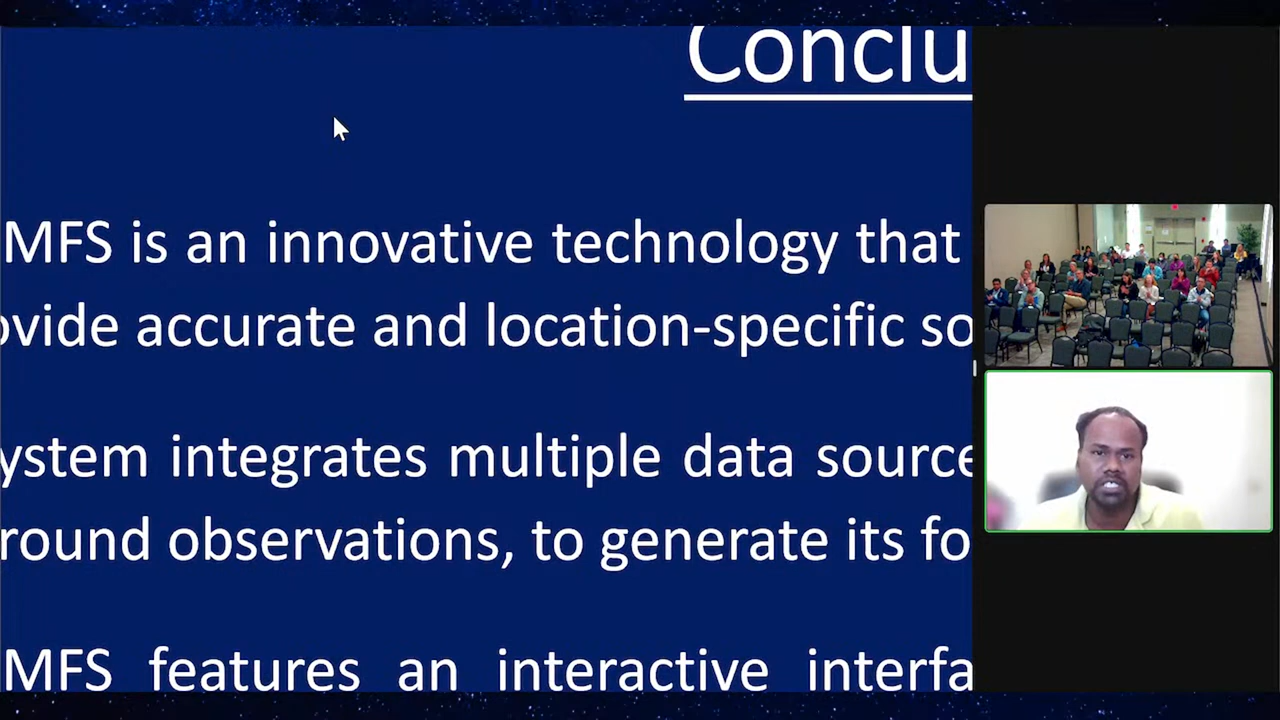 Conclu
MFS is an innovative technology that
ovide accurate and location-specific so
ystem integrates multiple data source
round observations, to generate its fo
MFS features an interactive interfa